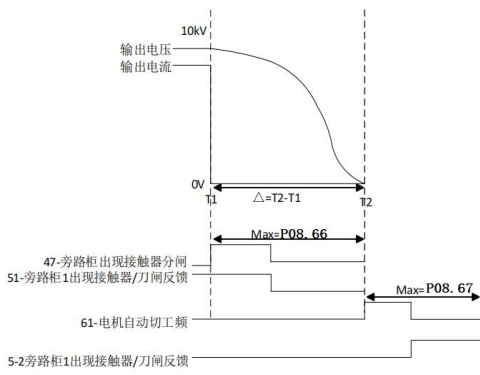 10kV
输出电压
输出电流
0V
T1
△=T2-T1
T2
Max=P08.66
47-旁路柜出现接触器分闸
51-旁路柜1出现接触器/刀闸反馈
Max=P08.67
61-电机自动切工频
5-2旁路柜1出现接触器/刀闸反馈